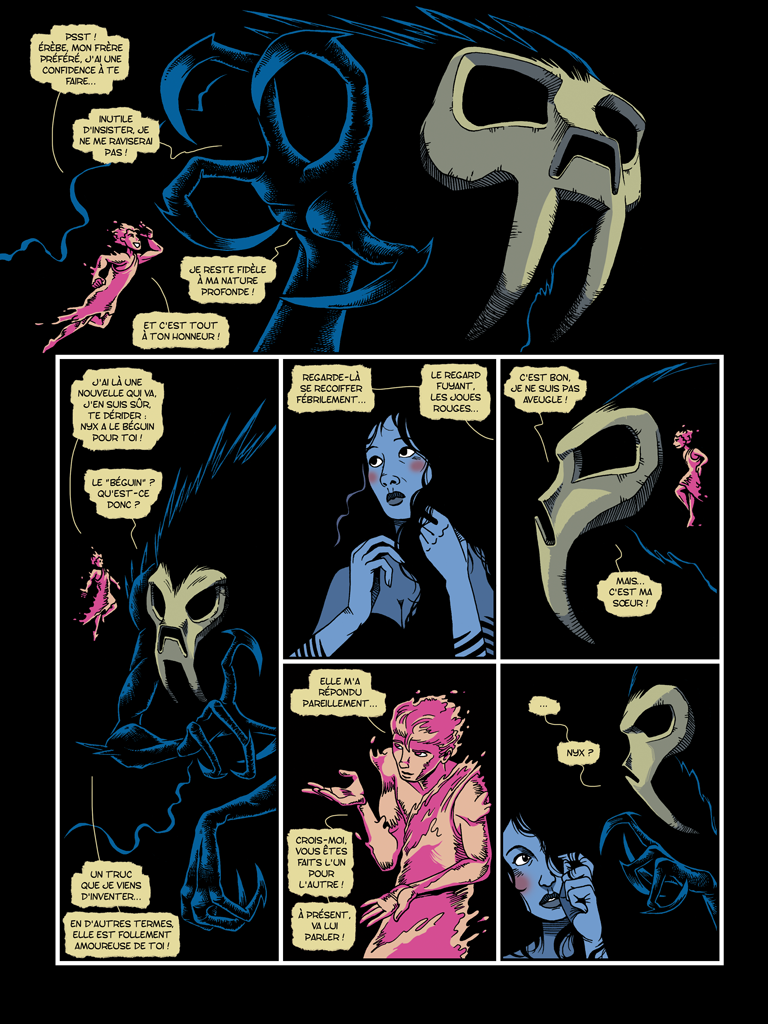 PSST !
ÉRÈBE, MON FRÈRE
PRÉFÉRÉ, J'AI UNE
CONFIDENCE À TE
FAIRE...
INUTILE
D'INSISTER, JE
NE ME RAVISERAI
PAS !
JE RESTE FIDÈLE
À MA NATURE
PROFONDE !
ET C'EST TOUT
À TON HONNEUR !
J'AI LÀ UNE
NOUVELLE QUI VA,
J'EN SUIS SÛR,
TE DÉRIDER :
NYX A LE BÉGUIN
POUR TOI !
LE "BÉGUIN" ?
QU'EST-CE
DONC ?
UN TRUC
QUE JE VIENS
D'INVENTER...
EN D'AUTRES TERMES,
ELLE EST FOLLEMENT
AMOUREUSE DE TOI !
REGARDE-LÀ
SE RECOIFFER
FÉBRILEMENT...
LE REGARD
FUYANT,
LES JOUES
ROUGES...
C'EST BON,
JE NE SUIS PAS
AVEUGLE !
MAIS...
C'EST MA
SŒUR !
ELLE M'A
RÉPONDU
PAREILLEMENT...
CROIS-MOI,
VOUS ÊTES
FAITS L'UN
POUR
L'AUTRE !
À PRÉSENT,
VA LUI
PARLER !
...
NYX ?